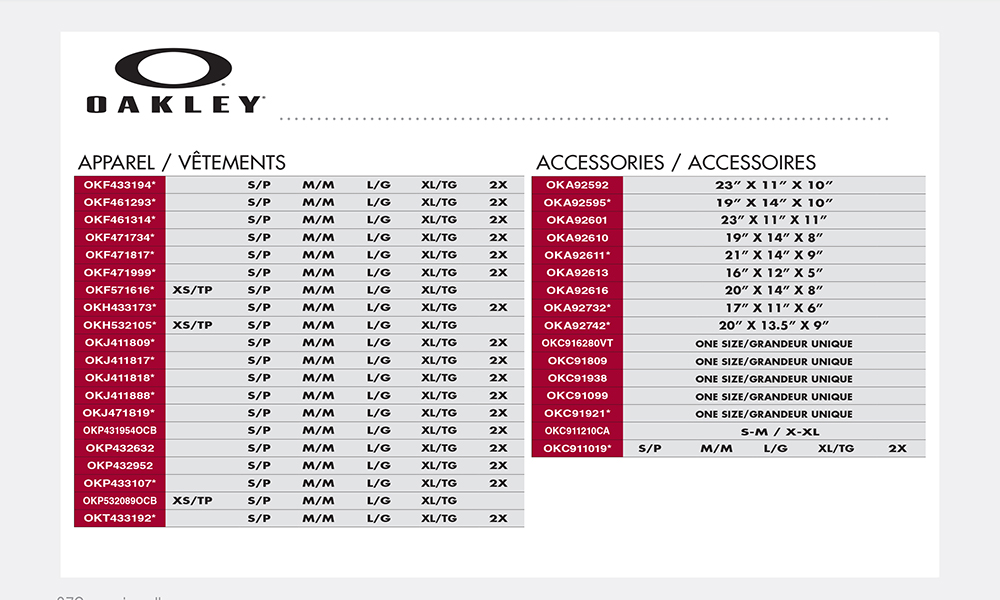 OAKLEY
APPAREL / VÊTEMENTS
OKF433194* S/P M/M L/G XL/TG 2X
OKF461293* S/P M/M L/G XL/TG 2X
OKF461314* S/P M/M L/G XL/TG 2X
OKF471734* S/P M/M L/G XL/TG 2X
OKF471817* S/P M/M L/G XL/TG 2X
OKF471999* S/P M/M L/G XL/TG 2X
OKF571616* XS/TP S/P M/M L/G XL/TG
OKH433173* S/P M/M L/G XL/TG 2X
OKH532105* XS/TP S/P M/M L/G XL/TG
OKJ411809* S/P M/M L/G XL/TG 2X
OKJ411817* S/P M/M L/G XL/TG 2X
OKJ411818* S/P M/M L/G XL/TG 2X
OKJ411888* S/P M/M L/G XL/TG 2X
OKJ471819* S/P M/M L/G XL/TG 2X
OKP431954OCB S/P M/M L/G XL/TG 2X
OKP432632 S/P M/M L/G XL/TG 2X
OKP432952 S/P M/M L/G XL/TG 2X
OKP433107* S/P M/M L/G XL/TG 2X
OKP532089OCB XS/TP S/P M/M L/G XL/TG
OKT433192* S/P M/M L/G XL/TG 2X
ACCESSORIES / ACCESSOIRES
OKA92592 23” X 11” X 10”
OKA92595* 19” X 14” X 10”
OKA92601 23” X 11” X 11”
OKA92610 19” X 14” X 8”
OKA92611* 21” X 14” X 9”
OKA92613 16” X 12” X 5”
OKA92616 20” X 14” X 8”
OKA92732* 17” X 11” X 6”
OKA92742* 20” X 13.5” X 9”
OKC916280VT ONE SIZE/GRANDEUR UNIQUE
OKC91809 ONE SIZE/GRANDEUR UNIQUE
OKC91938 ONE SIZE/GRANDEUR UNIQUE
OKC91099 ONE SIZE/GRANDEUR UNIQUE
OKC91921* ONE SIZE/GRANDEUR UNIQUE
OKC911210CA S-M / X-XL
OKC911019* S/P M/M L/G XL/TG 2X